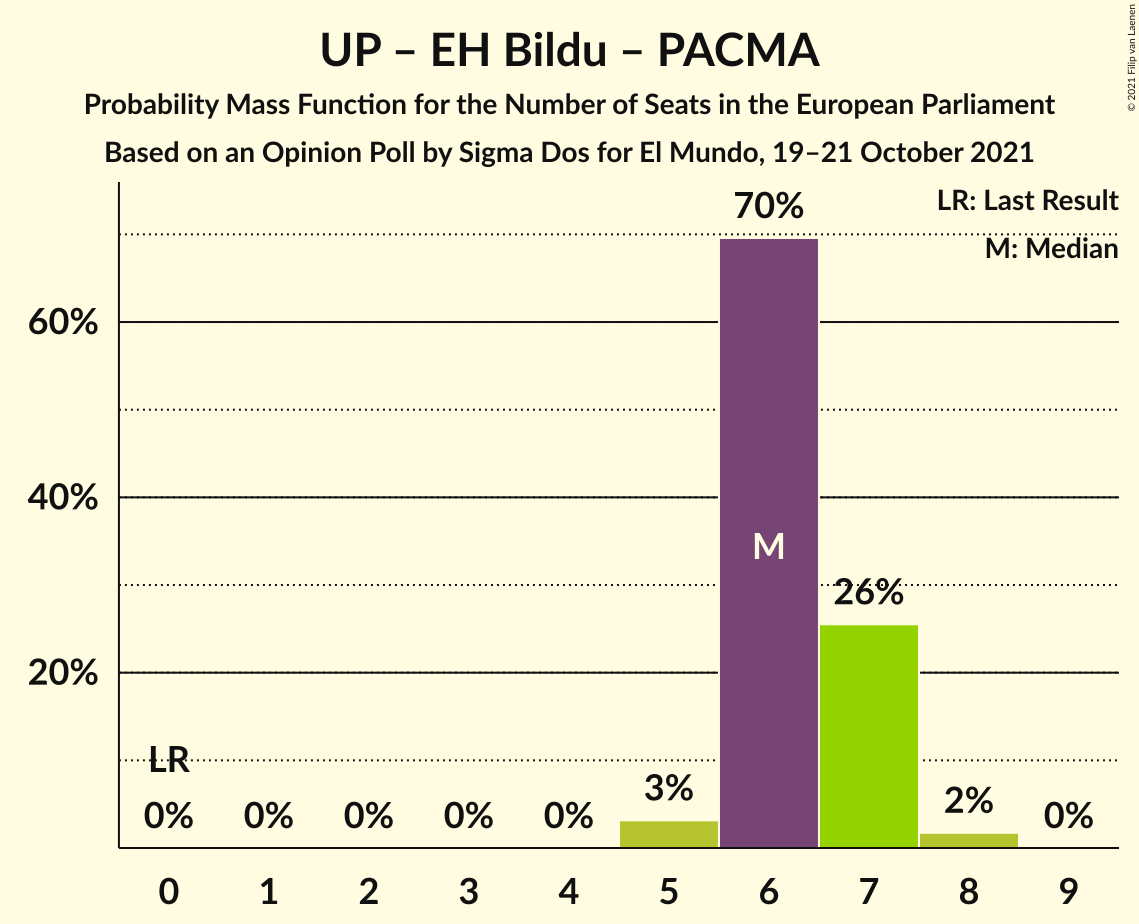 UP – EH Bildu – PACMA
Probability Mass Function for the Number of Seats in the European Parliament
Based on an Opinion Poll by Sigma Dos for El Mundo, 19–21 October 2021
© 2021 Filip van Laenen
LR: Last Result
M: Median
70%
60%
40%
M
26%
20%
LR
0% 0% 0% 0% 0% 3% 2% 0%
0 1 2 3 4 5 6 7 8 9